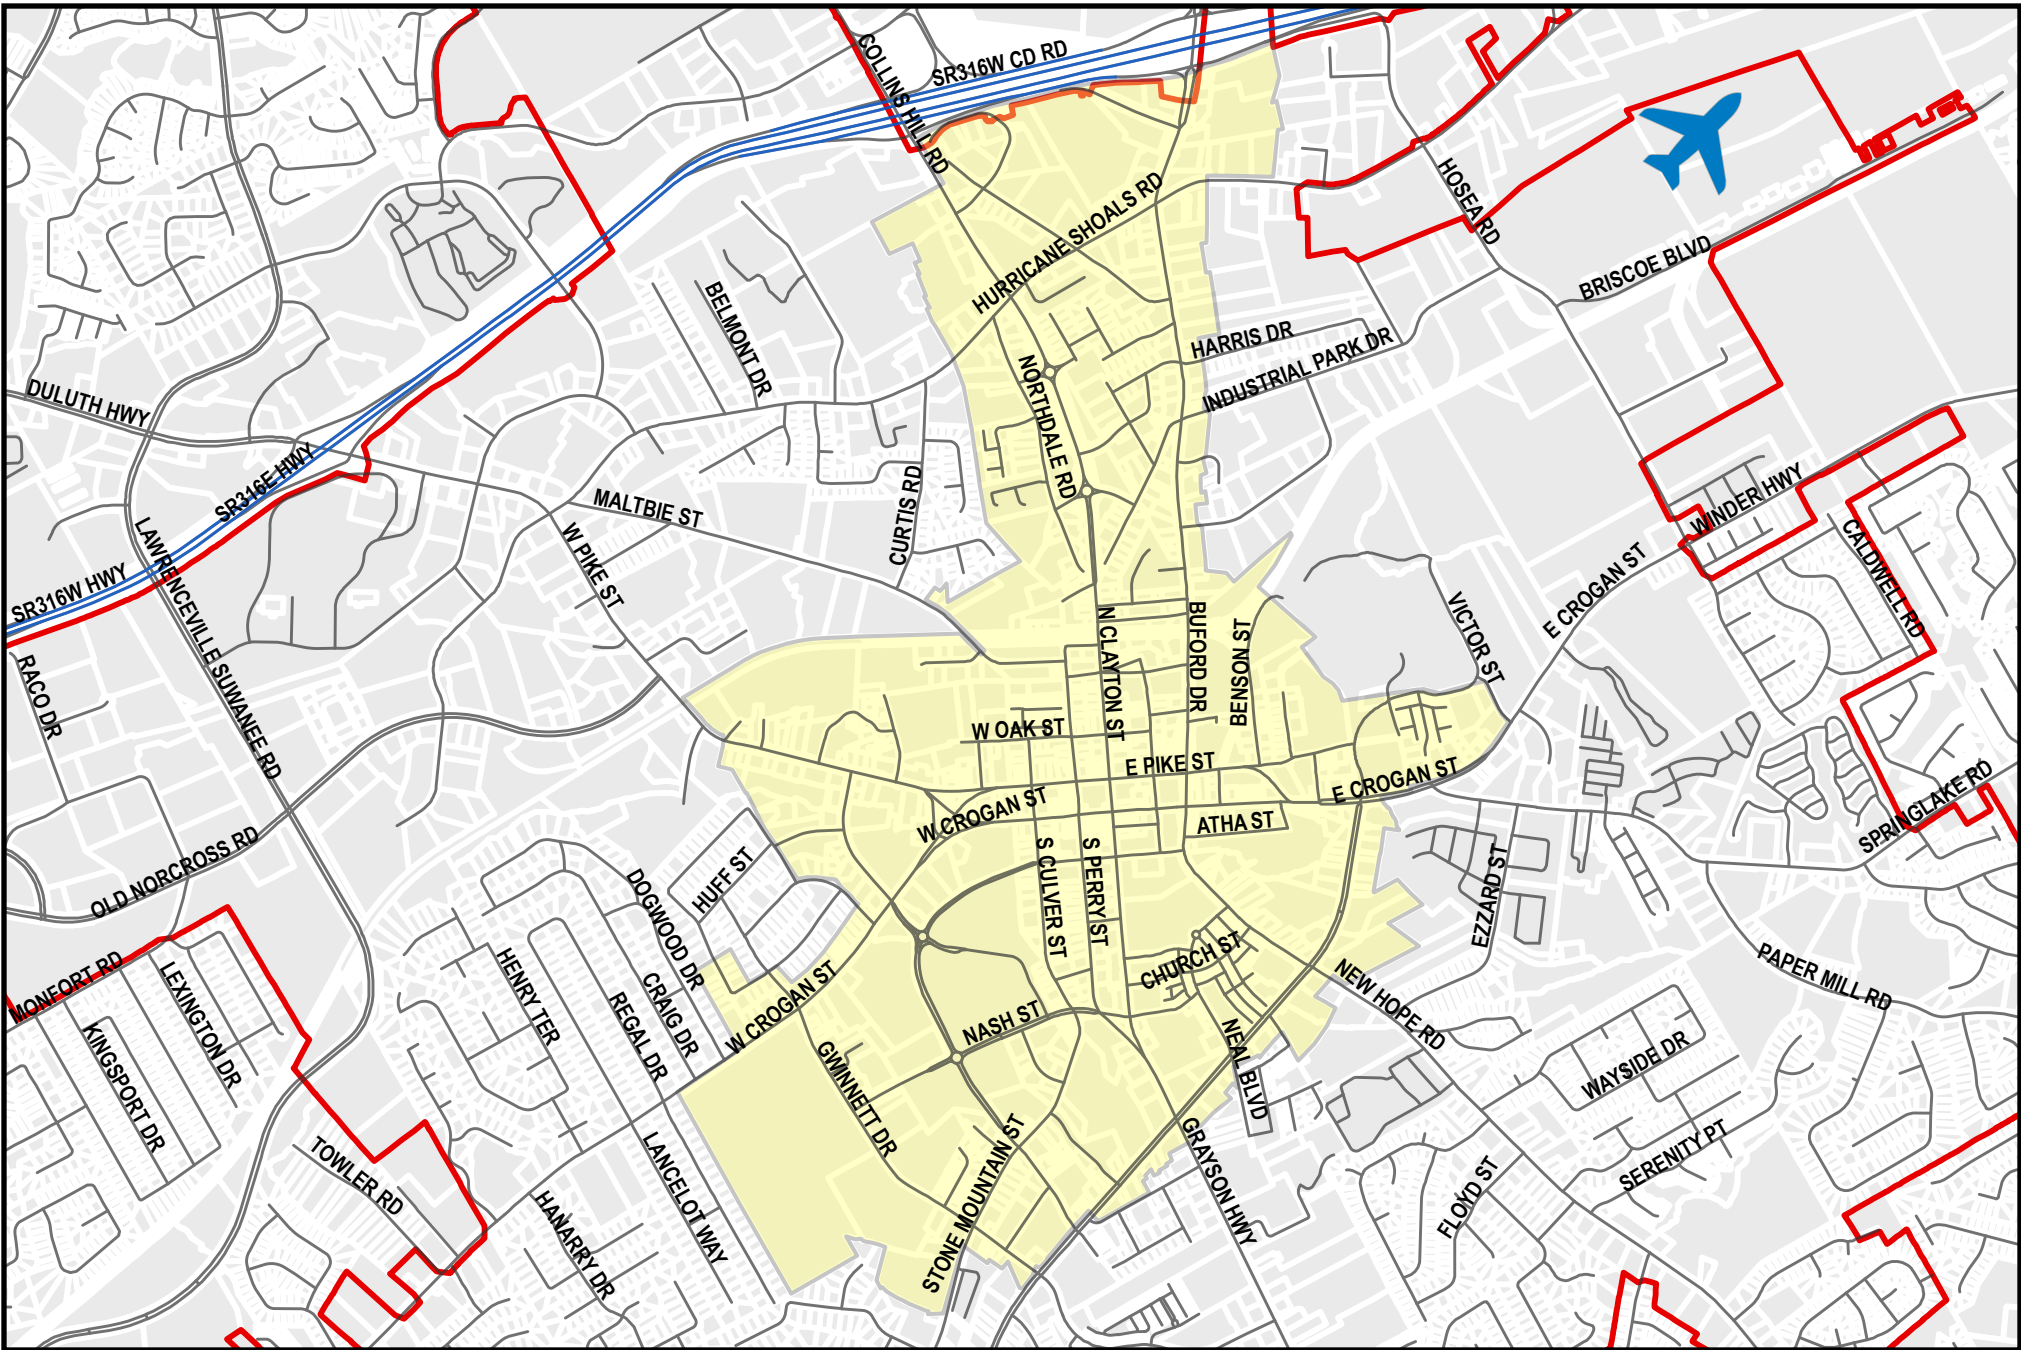 COLLINS HILL RD
SR316W CD RD
HURRICANE SHOALS RD
HOSEA RD
BRISCOE BLVD
BELMONT DR
HARRIS DR
INDUSTRIAL PARK DR
NORTHDALE RD
DULUTH HWY
SR316E HWY
MALTBIE ST
CURTIS RD
W PIKE ST
WINDER HWY
CALDWELL RD
LAWRENCEVILLE SUWANEE RD
SR316W HWY
E CROGAN ST
VICTOR ST
N CLAYTON ST
BUFORD DR
BENSON ST
RACO DR
W OAK ST
E PIKE ST
E CROGAN ST
W CROGAN ST
ATHA ST
SPRINGLAKE RD
OLD NORCROSS RD
HUFF ST
DOGWOOD DR
S CULVER ST
S PERRY ST
EZZARD ST
CHURCH ST
NEW HOPE RD
PAPER MILL RD
MONFORT RD
LEXINGTON DR
KINGSPORT DR
HENRY TER
CRAIG DR
REGAL DR
W CROGAN ST
NASH ST
NEAL BLVD
WAYSIDE DR
GWINNETT DR
TOWLER RD
LANCELOT WAY
STONE MOUNTAIN ST
GRAYSON HWY
SERENITY PT
FLOYD ST
HANARRY DR